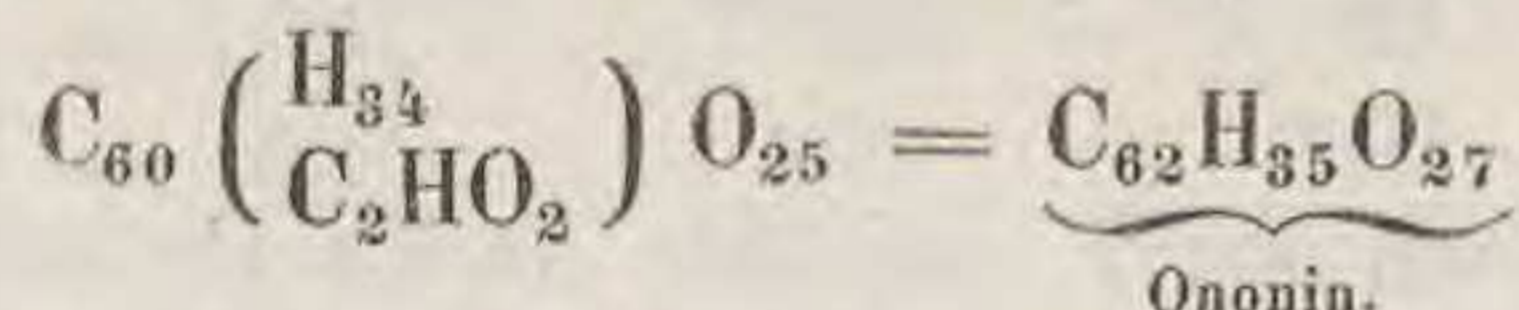 C₆₀ ( H₃₄ C₂HO₂ ) O₂₅ = C₆₂H₃₅O₂₇
Ononin.